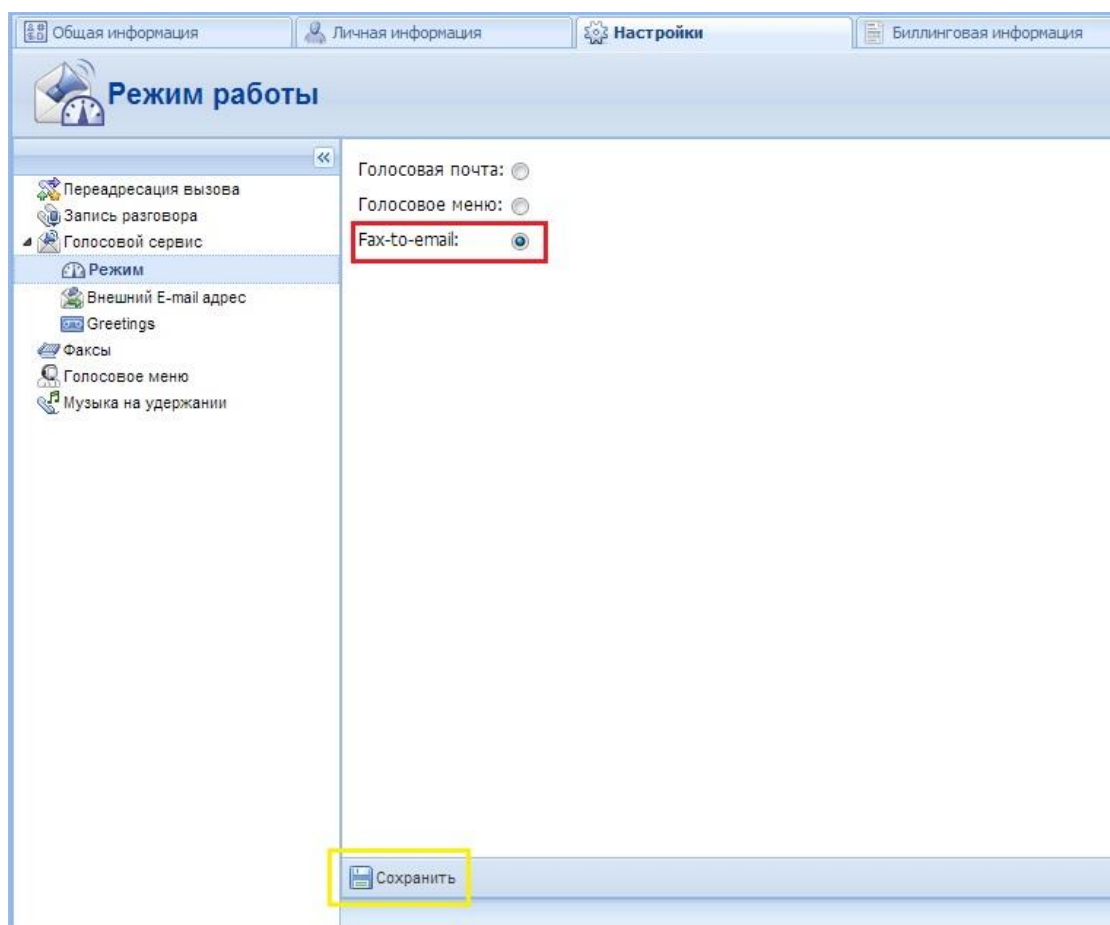 Общая информация
Личная информация
Настройки
Биллинговая информация
Режим работы
Переадресация вызова
Запись разговора
Голосовой сервис
Режим
Внешний E-mail адрес
Greetings
Факсы
Голосовое меню
Музыка на удержании
Голосовая почта:
Голосовое меню:
Fax-to-email:
Сохранить